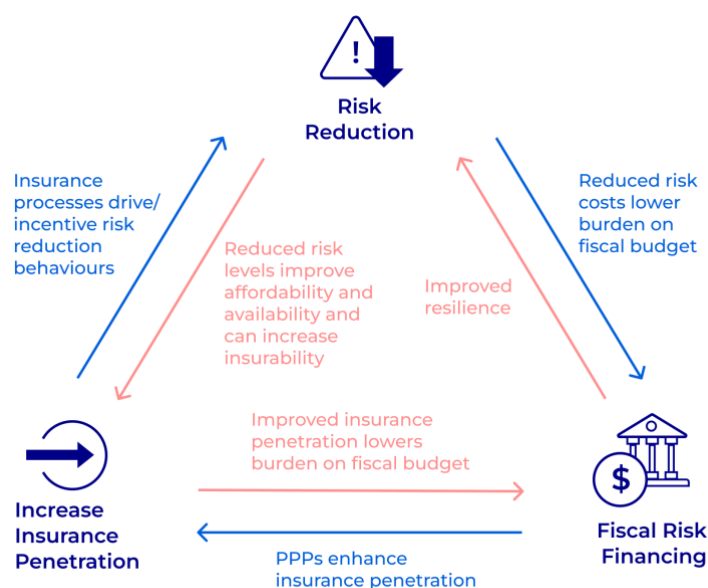 !
Risk
Reduction
Insurance
processes drive/
incentive risk
reduction
behaviours
Reduced risk
costs lower
burden on
fiscal budget
Reduced risk
levels improve
affordability and
availability and
can increase
insurability
Improved
resilience
Improved insurance
penetration lowers
burden on fiscal budget
$
Increase
Insurance
Penetration
Fiscal Risk
Financing
PPPs enhance
insurance penetration